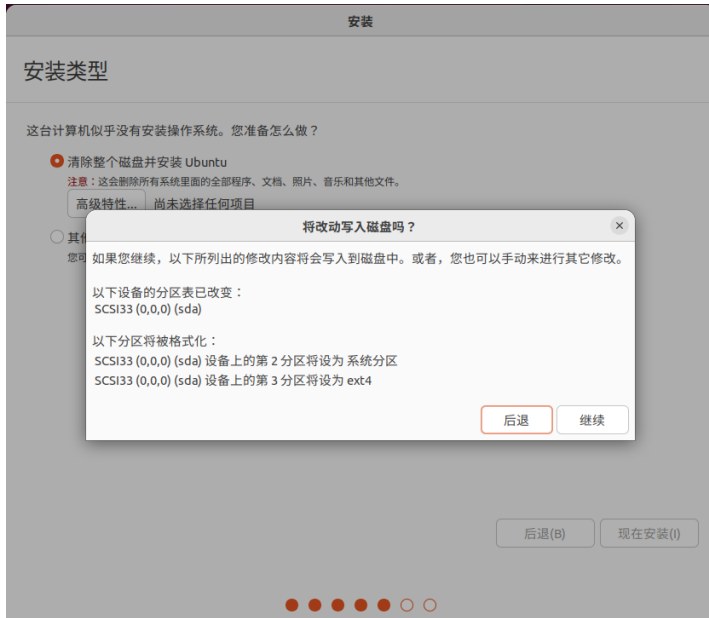 安装
安装类型
这台计算机似乎没有安装操作系统。您准备怎么做？
清除整个磁盘并安装 Ubuntu
注意：这会删除所有系统里面的全部程序、文档、照片、音乐和其他文件。
高级特性... 尚未选择任何项目
其他
您可
将改动写入磁盘吗？
如果您继续，以下所列出的修改内容将会写入到磁盘中。或者，您也可以手动来进行其它修改。
以下设备的分区表已改变：
SCSI33 (0,0,0) (sda)
以下分区将被格式化：
SCSI33 (0,0,0) (sda) 设备上的第 2 分区将设为 系统分区
SCSI33 (0,0,0) (sda) 设备上的第 3 分区将设为 ext4
后退 继续
后退(B) 现在安装(I)